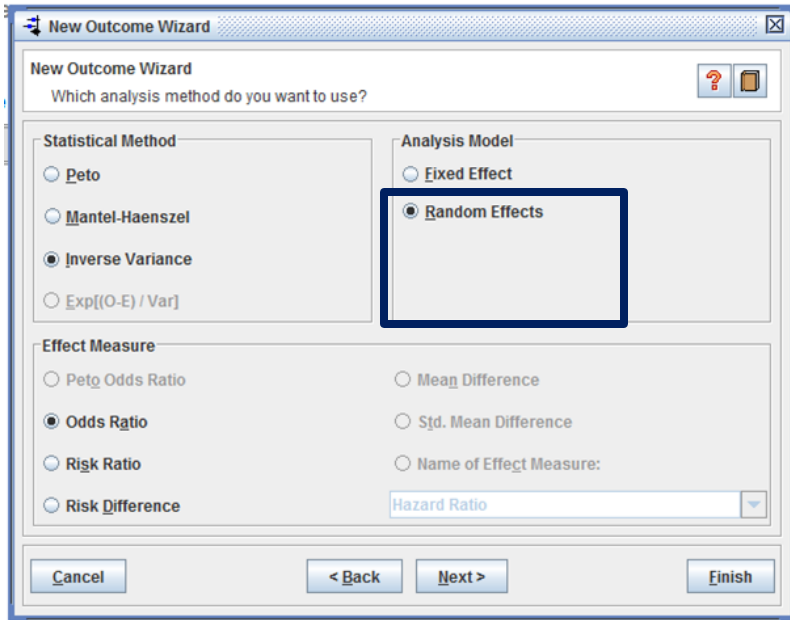 New Outcome Wizard
New Outcome Wizard
Which analysis method do you want to use?
?
Statistical Method
Peto
Mantel-Haenszel
Inverse Variance
Exp[(O-E) / Var]
Analysis Model
Fixed Effect
Random Effects
Effect Measure
Peto Odds Ratio
Odds Ratio
Risk Ratio
Risk Difference
Mean Difference
Std. Mean Difference
Name of Effect Measure:
Hazard Ratio
Cancel
< Back
Next >
Finish